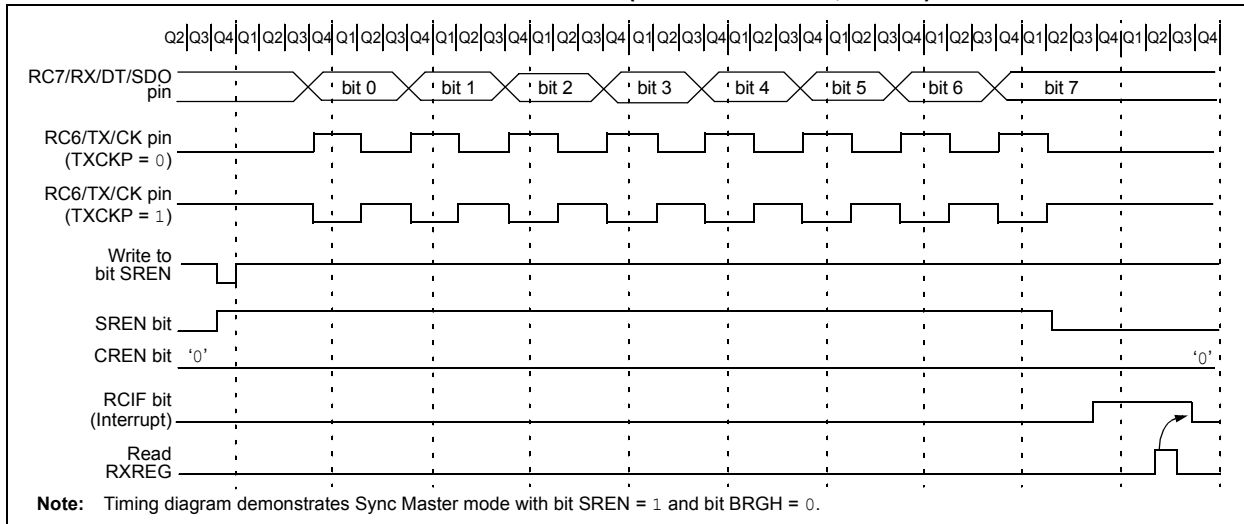 Q2 Q3 Q4 Q1 Q2 Q3 Q4 Q1 Q2 Q3 Q4 Q1 Q2 Q3 Q4 Q1 Q2 Q3 Q4 Q1 Q2 Q3 Q4 Q1 Q2 Q3 Q4 Q1 Q2 Q3 Q4 Q1 Q2 Q3 Q4 Q1 Q2 Q3 Q4 Q1 Q2 Q3 Q4
RC7/RX/DT/SDO
pin
bit 0 bit 1 bit 2 bit 3 bit 4 bit 5 bit 6 bit 7
RC6/TX/CK pin
(TXCKP = 0)
RC6/TX/CK pin
(TXCKP = 1)
Write to
bit SREN
SREN bit
CREN bit ‘0’ ‘0’
RCIF bit
(Interrupt)
Read
RXREG
Note: Timing diagram demonstrates Sync Master mode with bit SREN = 1 and bit BRGH = 0.